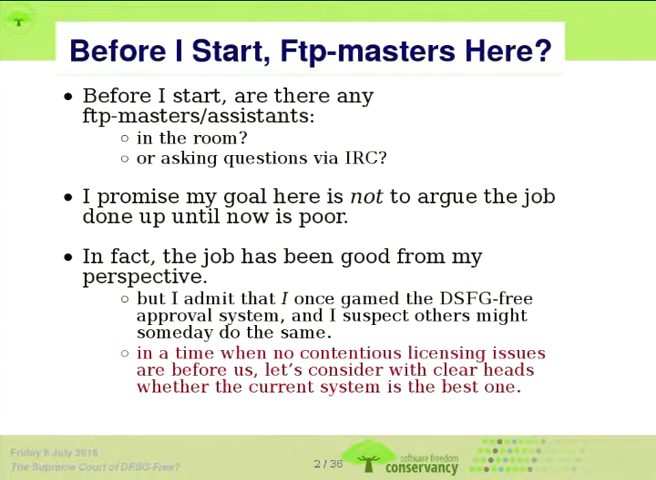 Before I Start, Ftp-masters Here?
• Before I start, are there any
ftp-masters/assistants:
○ in the room?
○ or asking questions via IRC?
• I promise my goal here is not to argue the job
done up until now is poor.
• In fact, the job has been good from my
perspective.
○ but I admit that I once gamed the DSFG-free
approval system, and I suspect others might
someday do the same.
○ in a time when no contentious licensing issues
are before us, let's consider with clear heads
whether the current system is the best one.
Friday 8 July 2016
The Supreme Court of DFSG-Free?
2 / 36
software freedom
conservancy